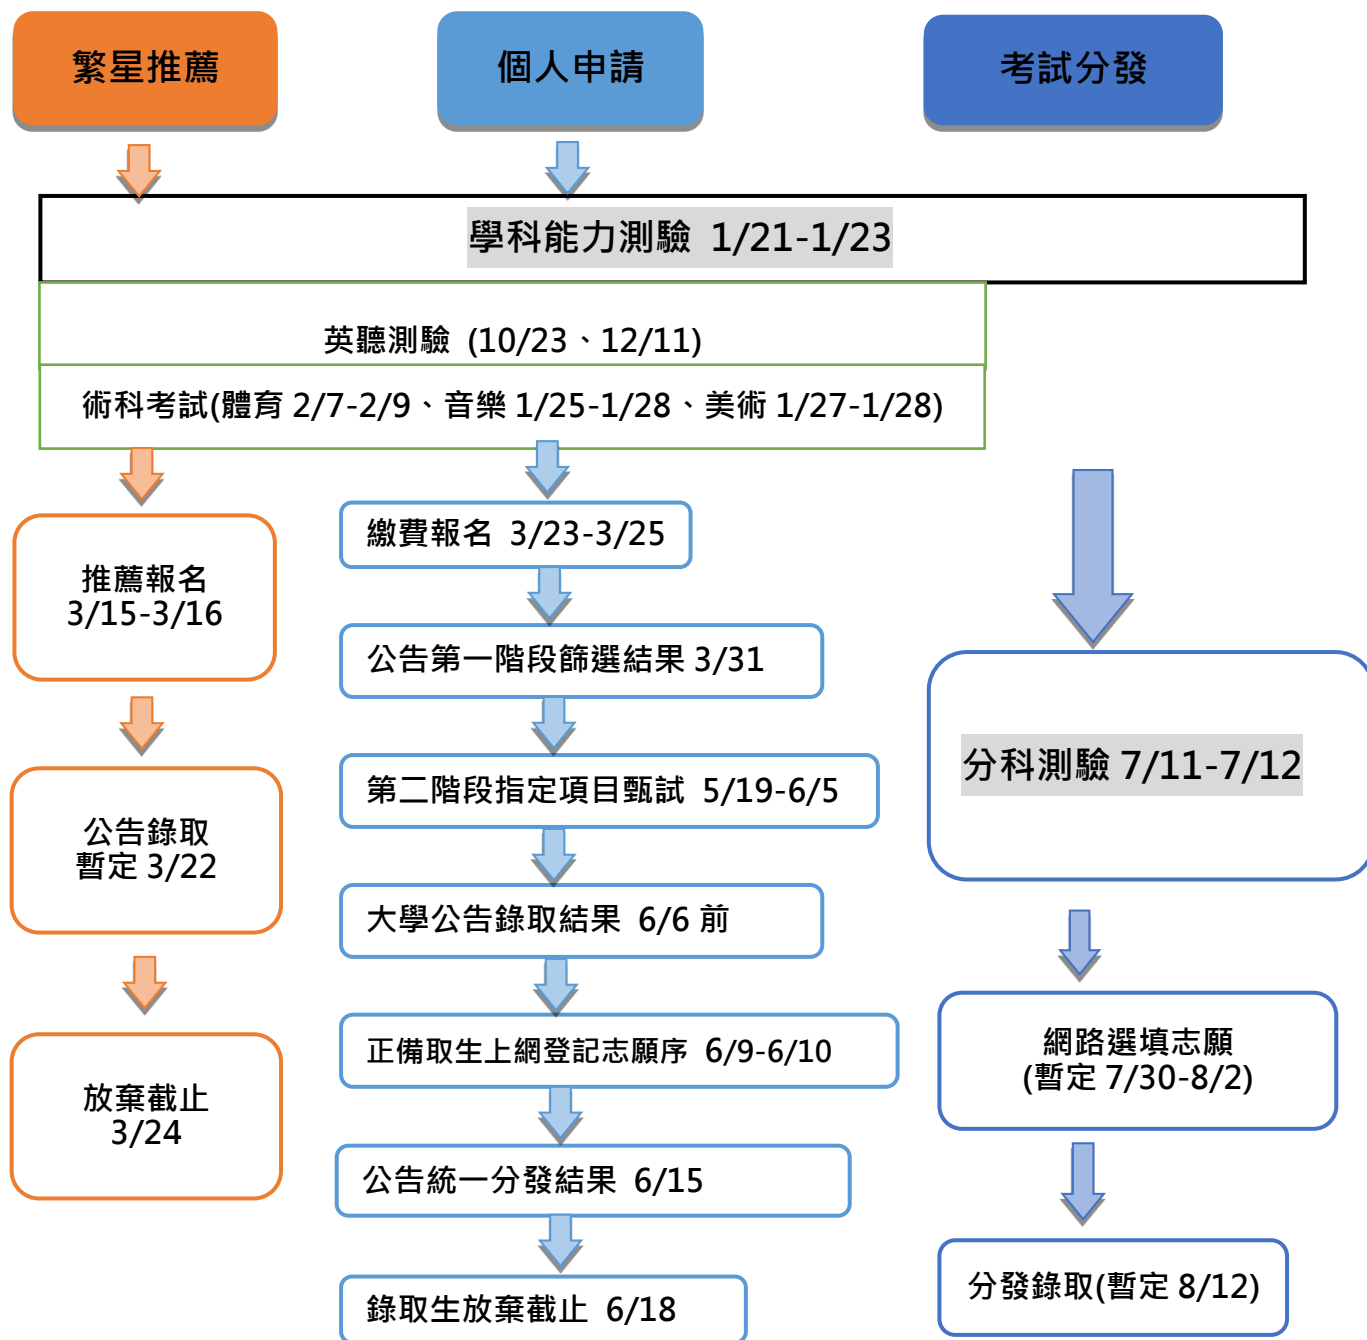 繁星推薦
個人申請
考試分發
學科能力測驗 1/21-1/23
英聽測驗 (10/23、12/11)
術科考試(體育 2/7-2/9、音樂 1/25-1/28、美術 1/27-1/28)
推薦報名
3/15-3/16
公告錄取
暫定 3/22
放棄截止
3/24
繳費報名 3/23-3/25
公告第一階段篩選結果 3/31
第二階段指定項目甄試 5/19-6/5
大學公告錄取結果 6/6 前
正備取生上網登記志願序 6/9-6/10
公告統一分發結果 6/15
錄取生放棄截止 6/18
分科測驗 7/11-7/12
網路選填志願
(暫定 7/30-8/2)
分發錄取(暫定 8/12)